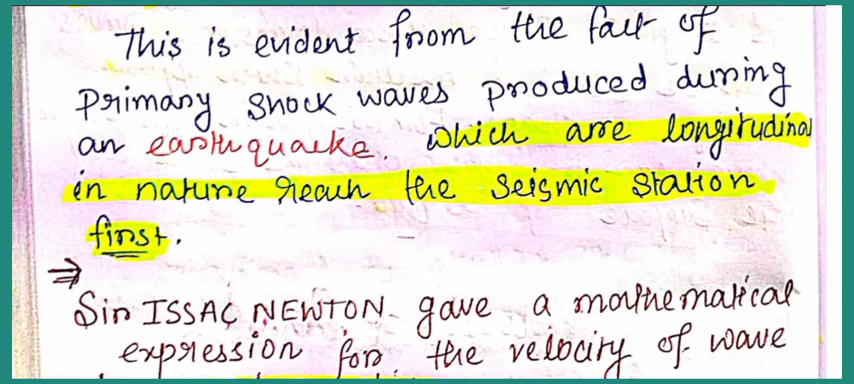 This is evident from the fact of
Primary shock waves produced during
an earthquake. which are longitudinal
in nature reach the seismic station
first.
⇒
Sir ISSAC NEWTON gave a mathematical
expression for the velocity of wave